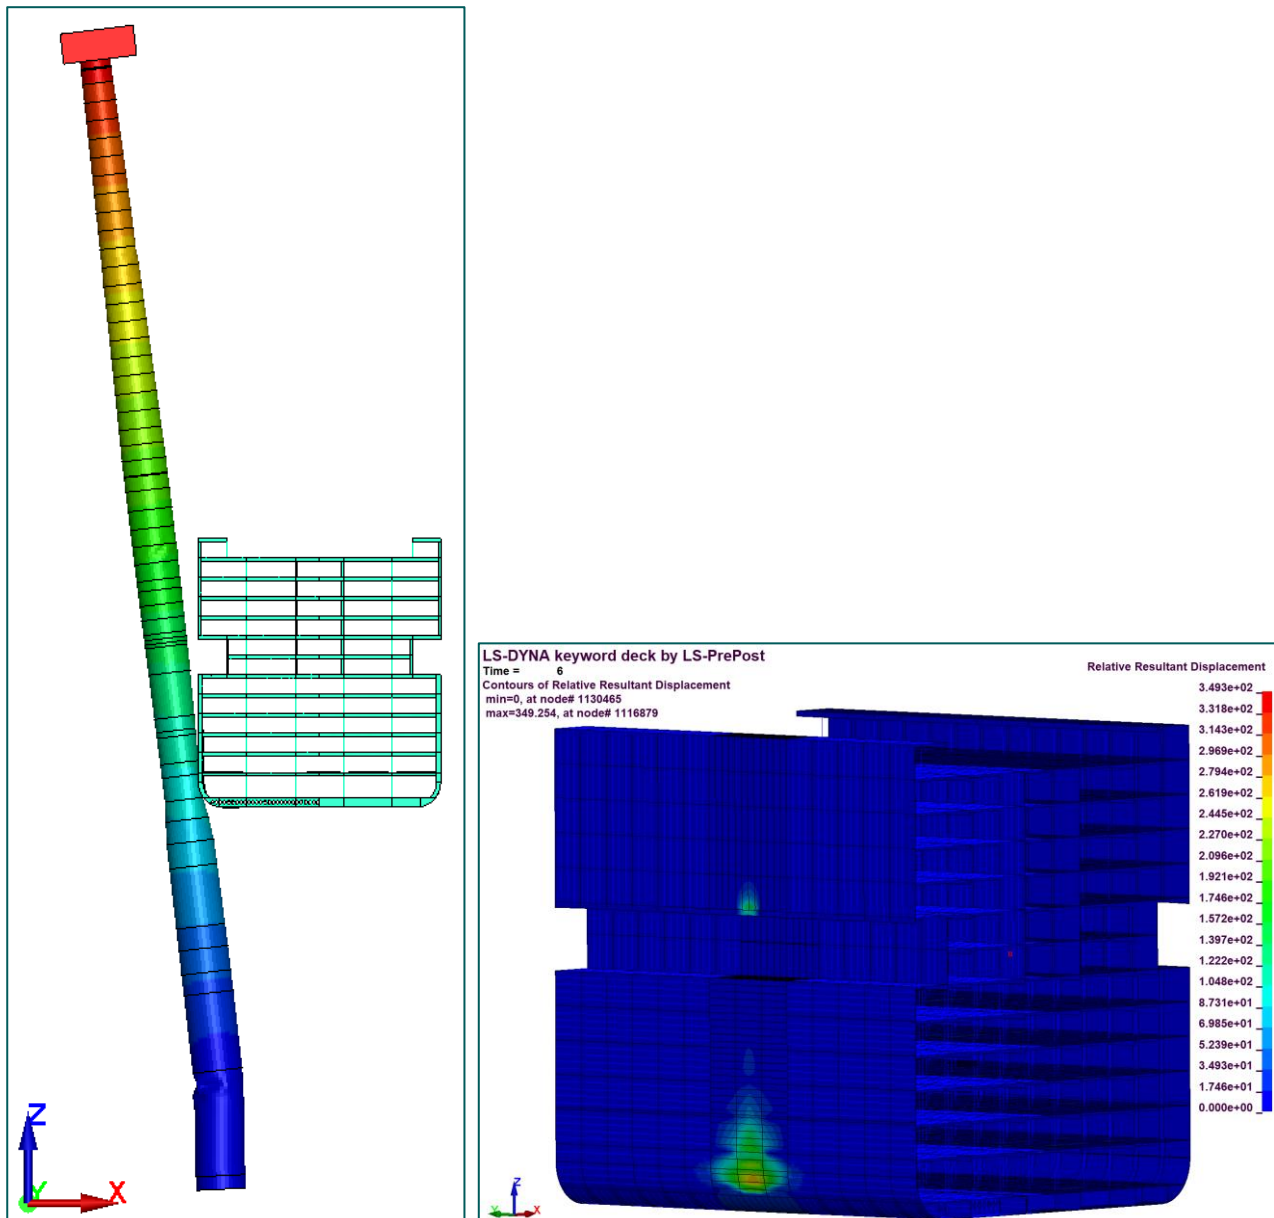 Z
Y
X
LS-DYNA keyword deck by LS-PrePost
Time = 6
Contours of Relative Resultant Displacement
min=0, at node# 1130465
max=349.254, at node# 1116879
Relative Resultant Displacement
3.493e+02
3.318e+02
3.143e+02
2.969e+02
2.794e+02
2.619e+02
2.445e+02
2.270e+02
2.096e+02
1.921e+02
1.746e+02
1.572e+02
1.397e+02
1.222e+02
1.048e+02
8.731e+01
6.985e+01
5.239e+01
3.493e+01
1.746e+01
0.000e+00
Z
Y
X